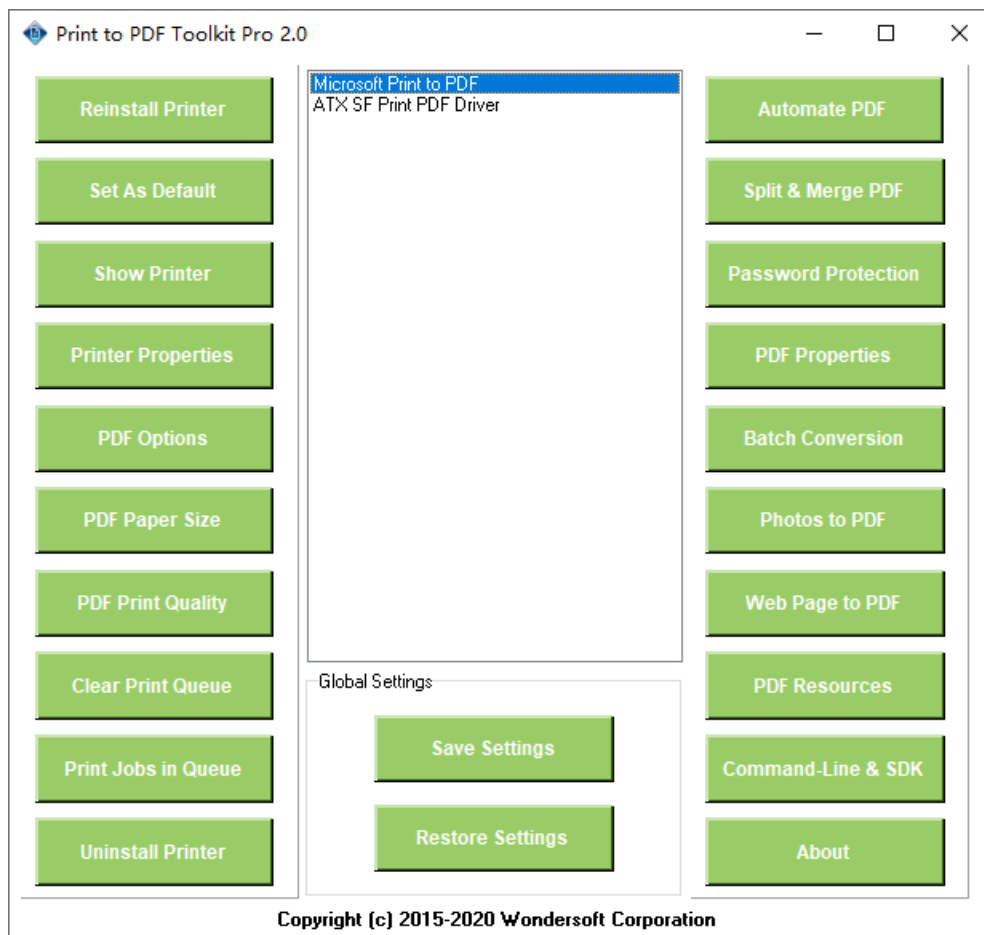 Print to PDF Toolkit Pro 2.0
Reinstall Printer
Set As Default
Show Printer
Printer Properties
PDF Options
PDF Paper Size
PDF Print Quality
Clear Print Queue
Print Jobs in Queue
Uninstall Printer
Microsoft Print to PDF
ATX SF Print PDF Driver
Global Settings
Save Settings
Restore Settings
Automate PDF
Split & Merge PDF
Password Protection
PDF Properties
Batch Conversion
Photos to PDF
Web Page to PDF
PDF Resources
Command-Line & SDK
About
Copyright (c) 2015-2020 Wondersoft Corporation